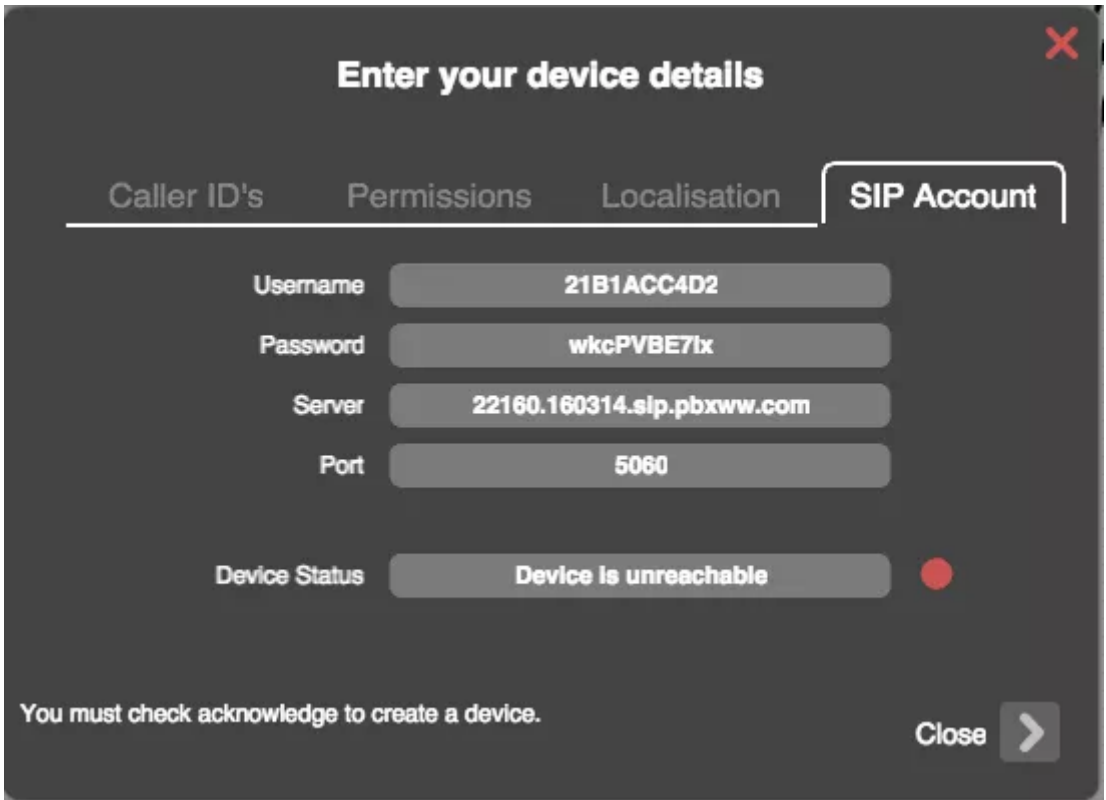 Enter your device details
Caller ID's Permissions Localisation SIP Account
Username 21B1ACC4D2
Password wkcPVBE7lx
Server 22160.160314.sip.pbxww.com
Port 5060
Device Status Device is unreachable
You must check acknowledge to create a device.
Close